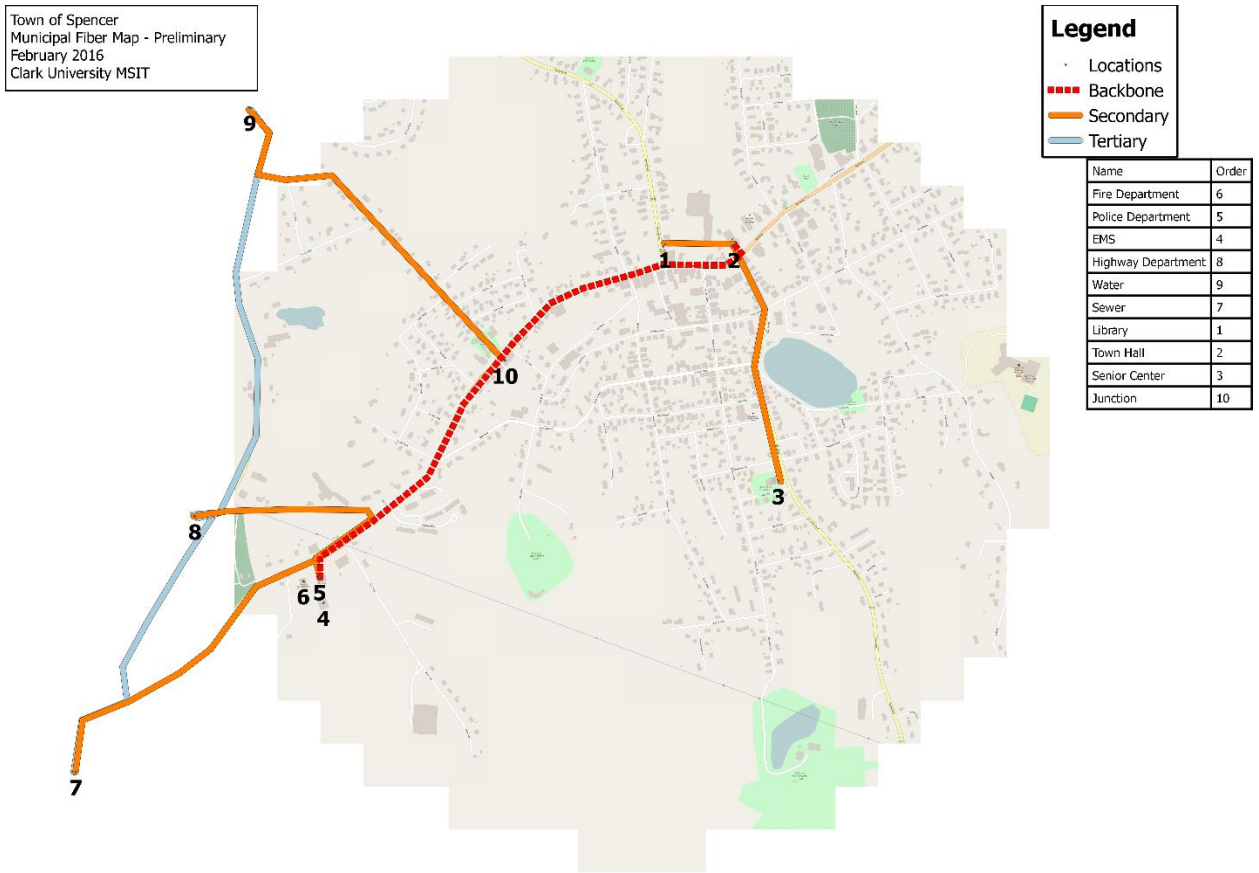 Town of Spencer
Municipal Fiber Map - Preliminary
February 2016
Clark University MSIT
Legend
Locations
Backbone
Secondary
Tertiary
Name Order
Fire Department 6
Police Department 5
EMS 4
Highway Department 8
Water 9
Sewer 7
Library 1
Town Hall 2
Senior Center 3
Junction 10
9
1
2
10
3
8
6
5
4
7